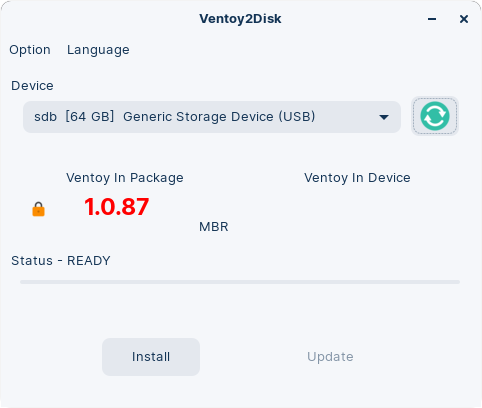 Ventoy2Disk
Option Language
Device
sdb [64 GB] Generic Storage Device (USB)
Ventoy In Package Ventoy In Device
1.0.87
MBR
Status - READY
Install Update